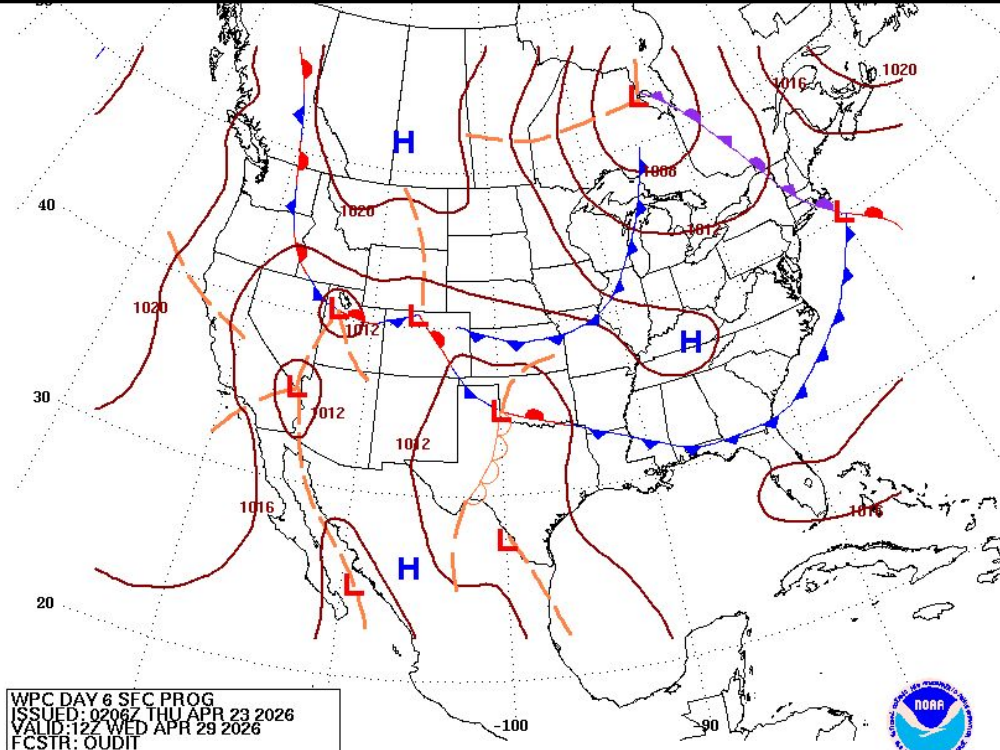 1020
1016
H
L
1008
40
1020
1012
L
1020
L
L
1012
H
L
30
1012
L
1012
1016
1016
L
H
L
20
WPC DAY 6 SEC PROG
ISSUED: 0206Z THU APR 23 2026
VALID:12Z WED APR 29 2026
FCSTR: OUDIT
-100
-90
NOAA